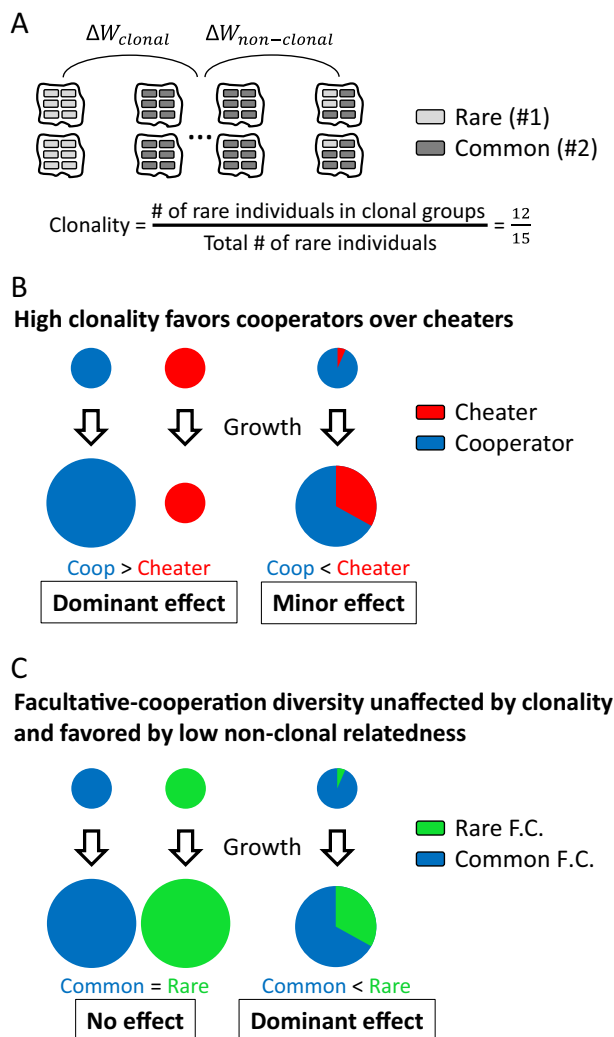 A
ΔW_clonal ΔW_non−clonal
...
Rare (#1)
Common (#2)
Clonality = # of rare individuals in clonal groups / Total # of rare individuals = 12/15
B
High clonality favors cooperators over cheaters
Cheater
Growth
Cooperator
Coop > Cheater Coop < Cheater
Dominant effect Minor effect
C
Facultative-cooperation diversity unaffected by clonality
and favored by low non-clonal relatedness
Rare F.C.
Growth
Common F.C.
Common = Rare Common < Rare
No effect Dominant effect